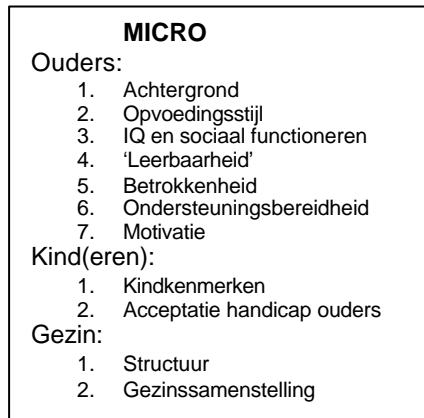 MICRO
Ouders:
1. Achtergrond
2. Opvoedingsstijl
3. IQ en sociaal functioneren
4. ‘Leerbaarheid’
5. Betrokkenheid
6. Ondersteuningsbereidheid
7. Motivatie
Kind(eren):
1. Kindkenmerken
2. Acceptatie handicap ouders
Gezin:
1. Structuur
2. Gezinssamenstelling